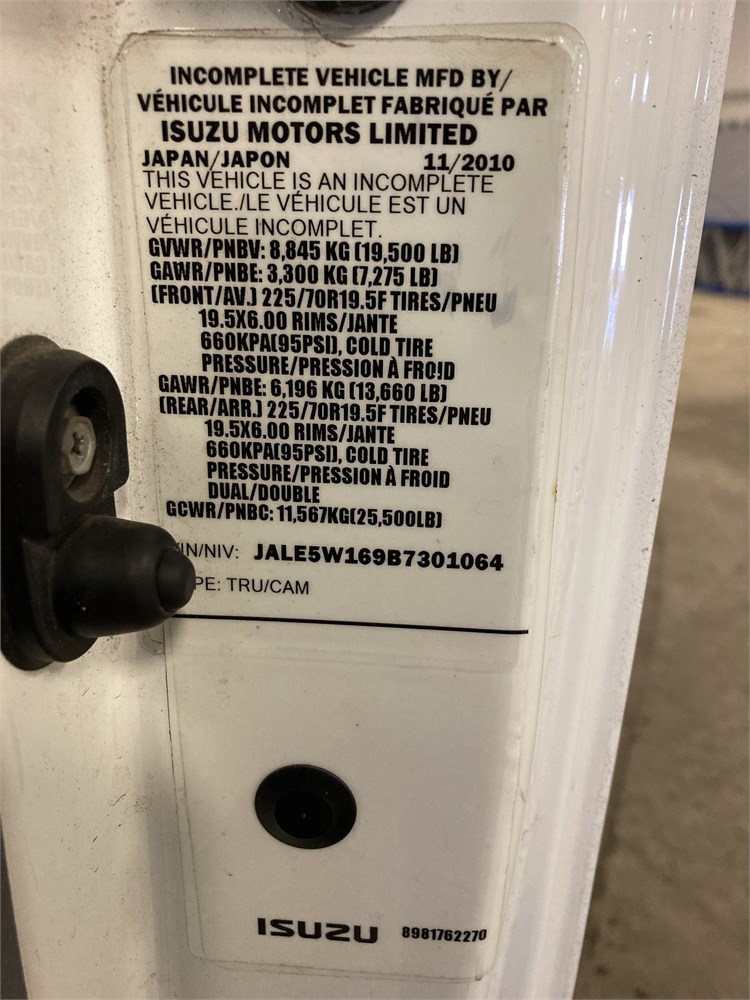 INCOMPLETE VEHICLE MFD BY/
VÉHICULE INCOMPLET FABRIQUÉ PAR
ISUZU MOTORS LIMITED
JAPAN/JAPON 11/2010
THIS VEHICLE IS AN INCOMPLETE
VEHICLE./LE VÉHICULE EST UN
VÉHICULE INCOMPLET.
GVWR/PNBV: 8,845 KG (19,500 LB)
GAWR/PNBE: 3,300 KG (7,275 LB)
(FRONT/AV.) 225/70R19.5F TIRES/PNEU
19.5X6.00 RIMS/JANTE
660KPA(95PSI), COLD TIRE
PRESSURE/PRESSION À FROID
GAWR/PNBE: 6,196 KG (13,660 LB)
(REAR/ARR.) 225/70R19.5F TIRES/PNEU
19.5X6.00 RIMS/JANTE
660KPA(95PSI), COLD TIRE
PRESSURE/PRESSION À FROID
DUAL/DOUBLE
GCWR/PNBC: 11,567KG(25,500LB)
IN/NIV: JALE5W169B7301064
PE: TRU/CAM
ISUZU 8981762270